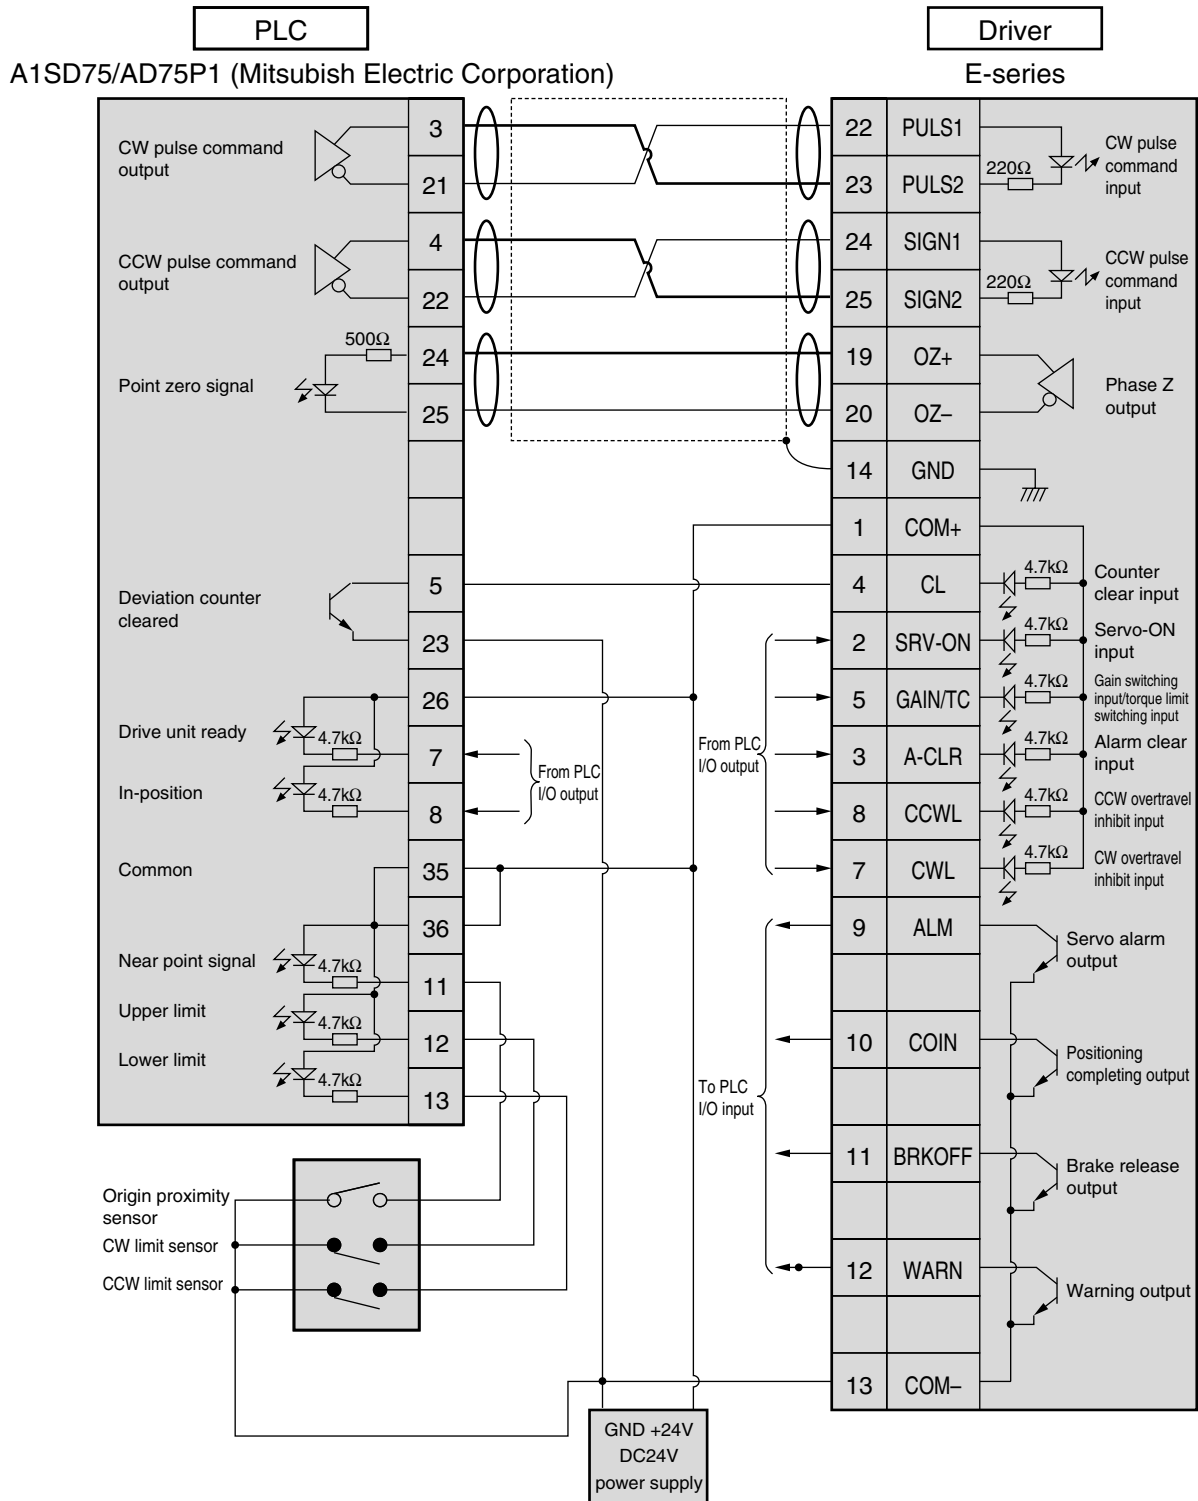 PLC
Driver
A1SD75/AD75P1 (Mitsubish Electric Corporation)
E-series
CW pulse command
output
3
21
22
PULS1
23
PULS2
220Ω
CW pulse
command
input
CCW pulse command
output
4
22
24
SIGN1
25
SIGN2
220Ω
CCW pulse
command
input
500Ω
Point zero signal
24
25
19
OZ+
20
OZ–
Phase Z
output
14
GND
1
COM+
Deviation counter
cleared
5
23
4
CL
4.7kΩ
Counter
clear input
2
SRV-ON
4.7kΩ
Servo-ON
input
26
5
GAIN/TC
4.7kΩ
Gain switching
input/torque limit
switching input
Drive unit ready
4.7kΩ
7
From PLC
I/O output
From PLC
I/O output
3
A-CLR
4.7kΩ
Alarm clear
input
In-position
4.7kΩ
8
8
CCWL
4.7kΩ
CCW overtravel
inhibit input
Common
35
7
CWL
4.7kΩ
CW overtravel
inhibit input
36
9
ALM
Servo alarm
output
Near point signal
4.7kΩ
11
Upper limit
4.7kΩ
12
10
COIN
Positioning
completing output
Lower limit
4.7kΩ
13
To PLC
I/O input
11
BRKOFF
Brake release
output
Origin proximity
sensor
CW limit sensor
CCW limit sensor
12
WARN
Warning output
13
COM–
GND +24V
DC24V
power supply